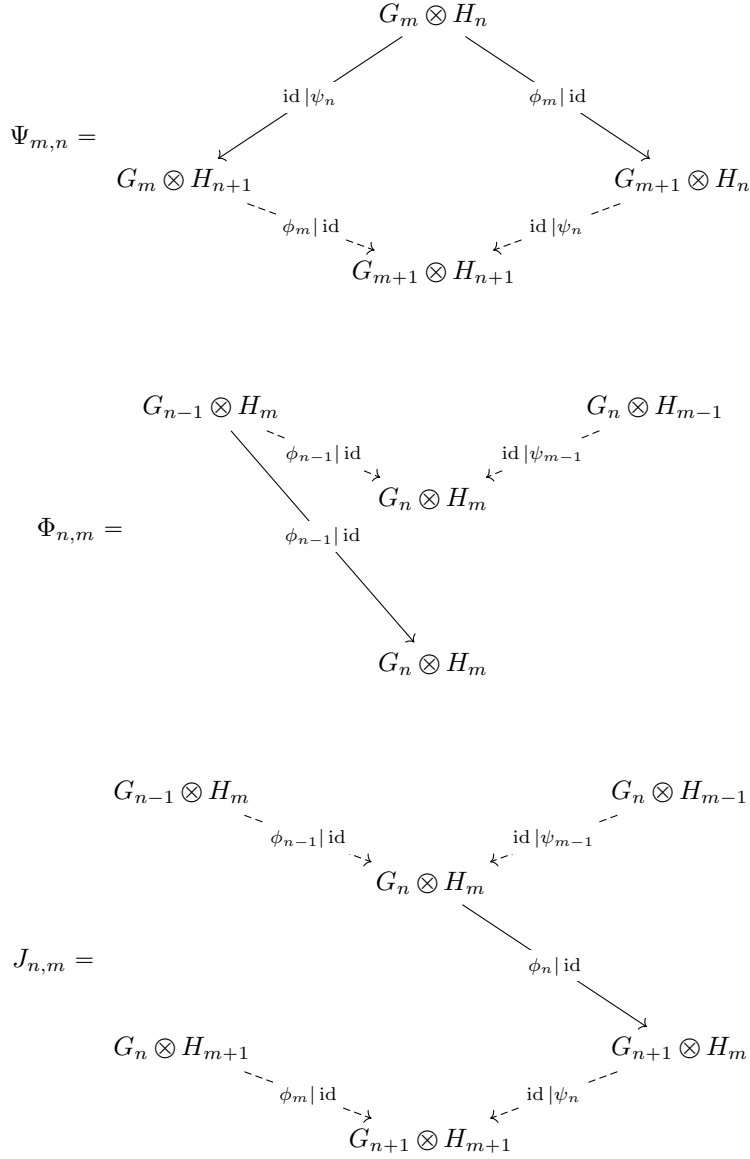 G_m ⊗ H_n
id |ψ_n    ϕ_m| id
Ψ_{m,n} =
G_m ⊗ H_{n+1}    G_{m+1} ⊗ H_n
ϕ_m| id    id |ψ_n
G_{m+1} ⊗ H_{n+1}
G_{n−1} ⊗ H_m    G_n ⊗ H_{m−1}
ϕ_{n−1}| id    id |ψ_{m−1}
G_n ⊗ H_m
Φ_{n,m} =    ϕ_{n−1}| id
G_n ⊗ H_m
G_{n−1} ⊗ H_m    G_n ⊗ H_{m−1}
ϕ_{n−1}| id    id |ψ_{m−1}
G_n ⊗ H_m
J_{n,m} =    ϕ_n| id
G_n ⊗ H_{m+1}    G_{n+1} ⊗ H_m
ϕ_m| id    id |ψ_n
G_{n+1} ⊗ H_{m+1}